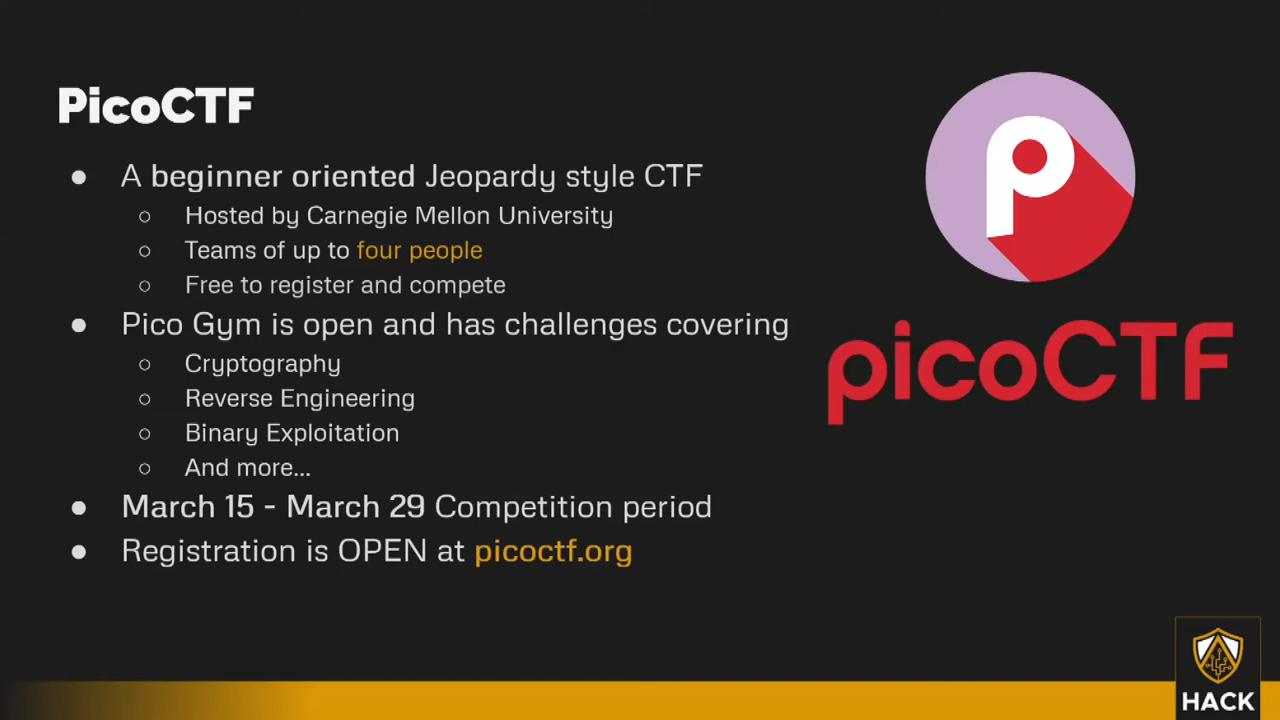 PicoCTF
● A beginner oriented Jeopardy style CTF
○ Hosted by Carnegie Mellon University
○ Teams of up to four people
○ Free to register and compete
● Pico Gym is open and has challenges covering
○ Cryptography
○ Reverse Engineering
○ Binary Exploitation
○ And more...
● March 15 - March 29 Competition period
● Registration is OPEN at picoctf.org
p
picoCTF
HACK